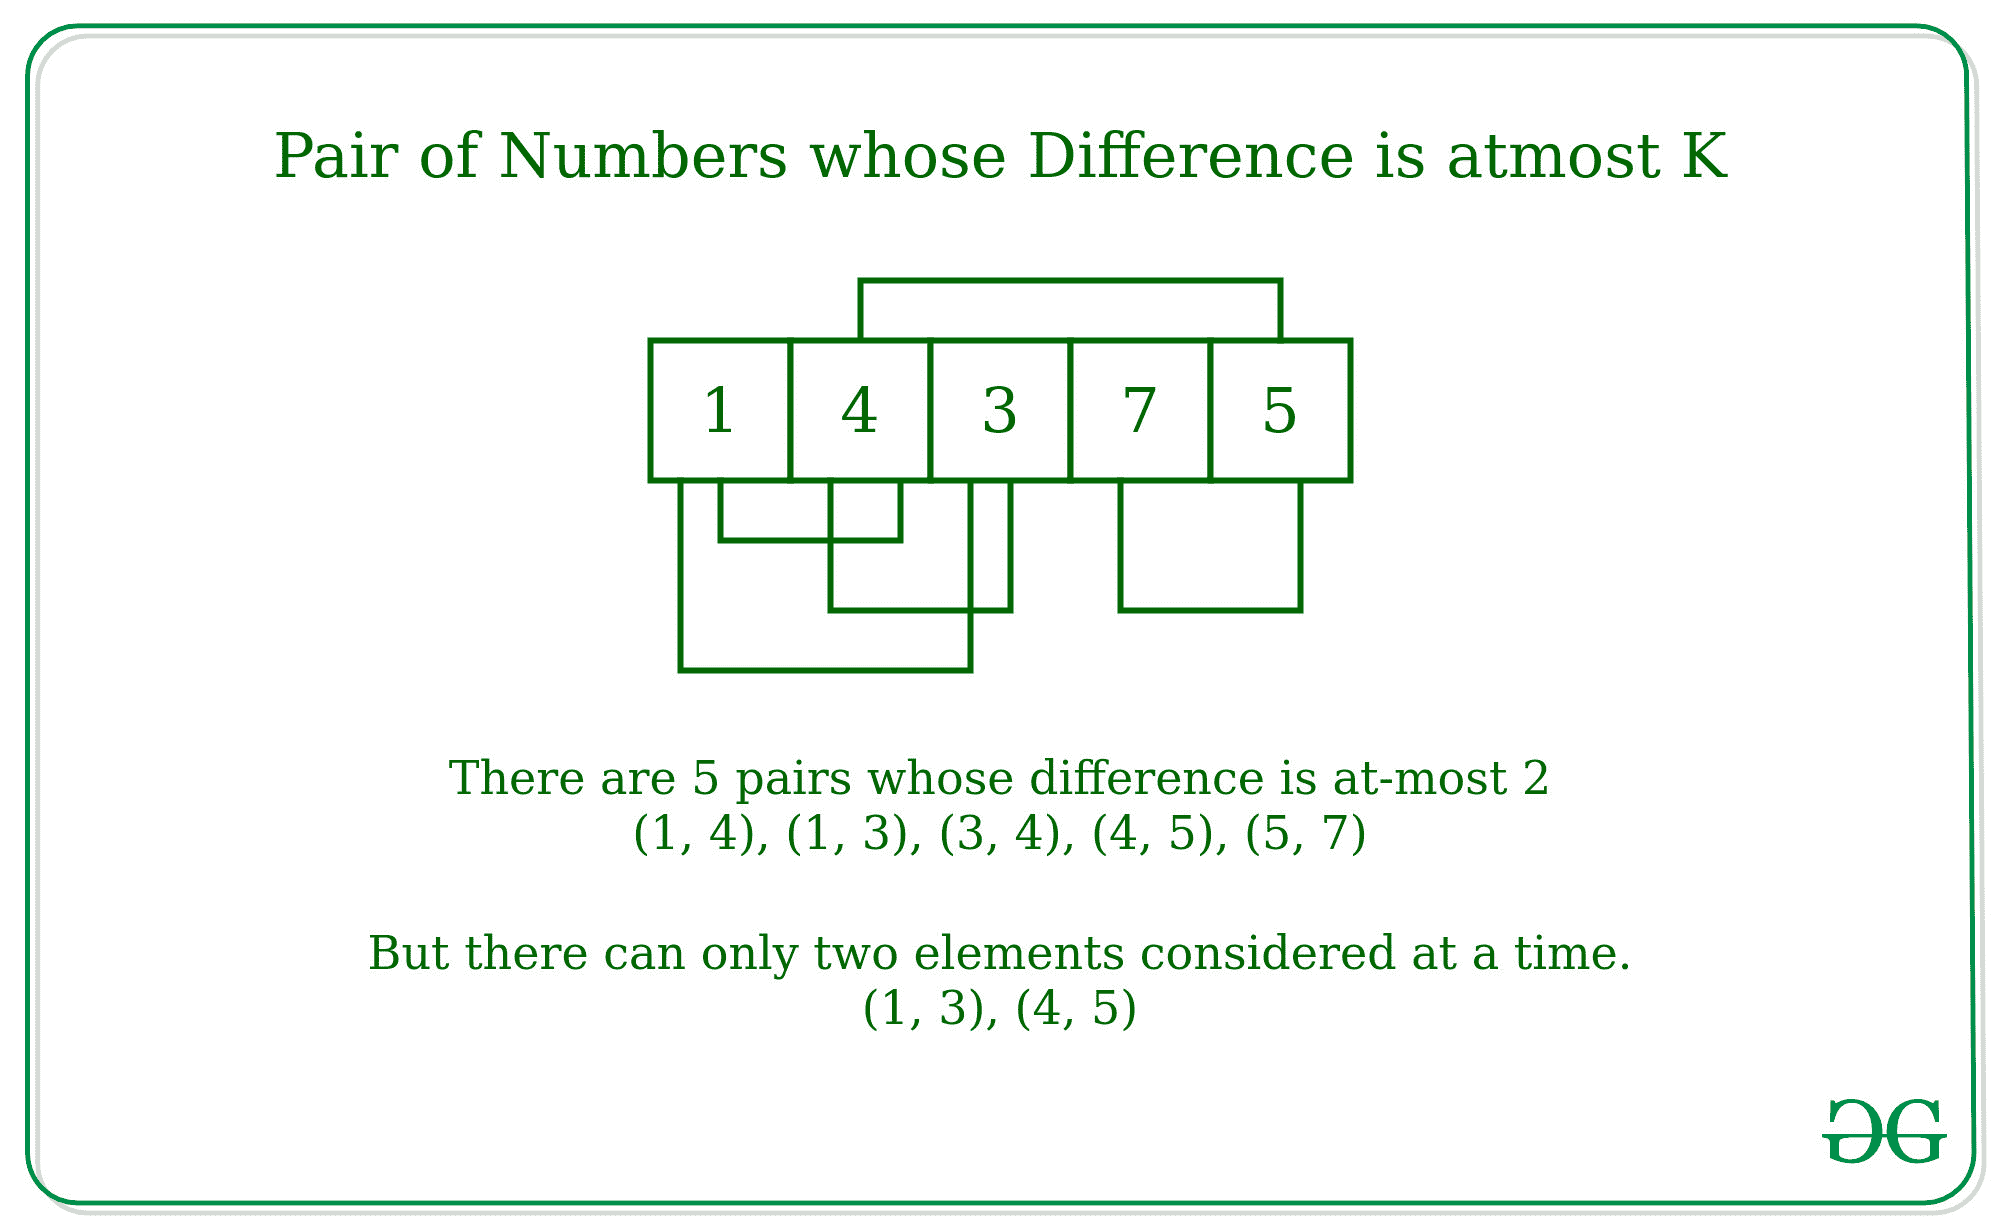 Pair of Numbers whose Difference is atmost K
1 4 3 7 5
There are 5 pairs whose difference is at-most 2
(1, 4), (1, 3), (3, 4), (4, 5), (5, 7)
But there can only two elements considered at a time.
(1, 3), (4, 5)